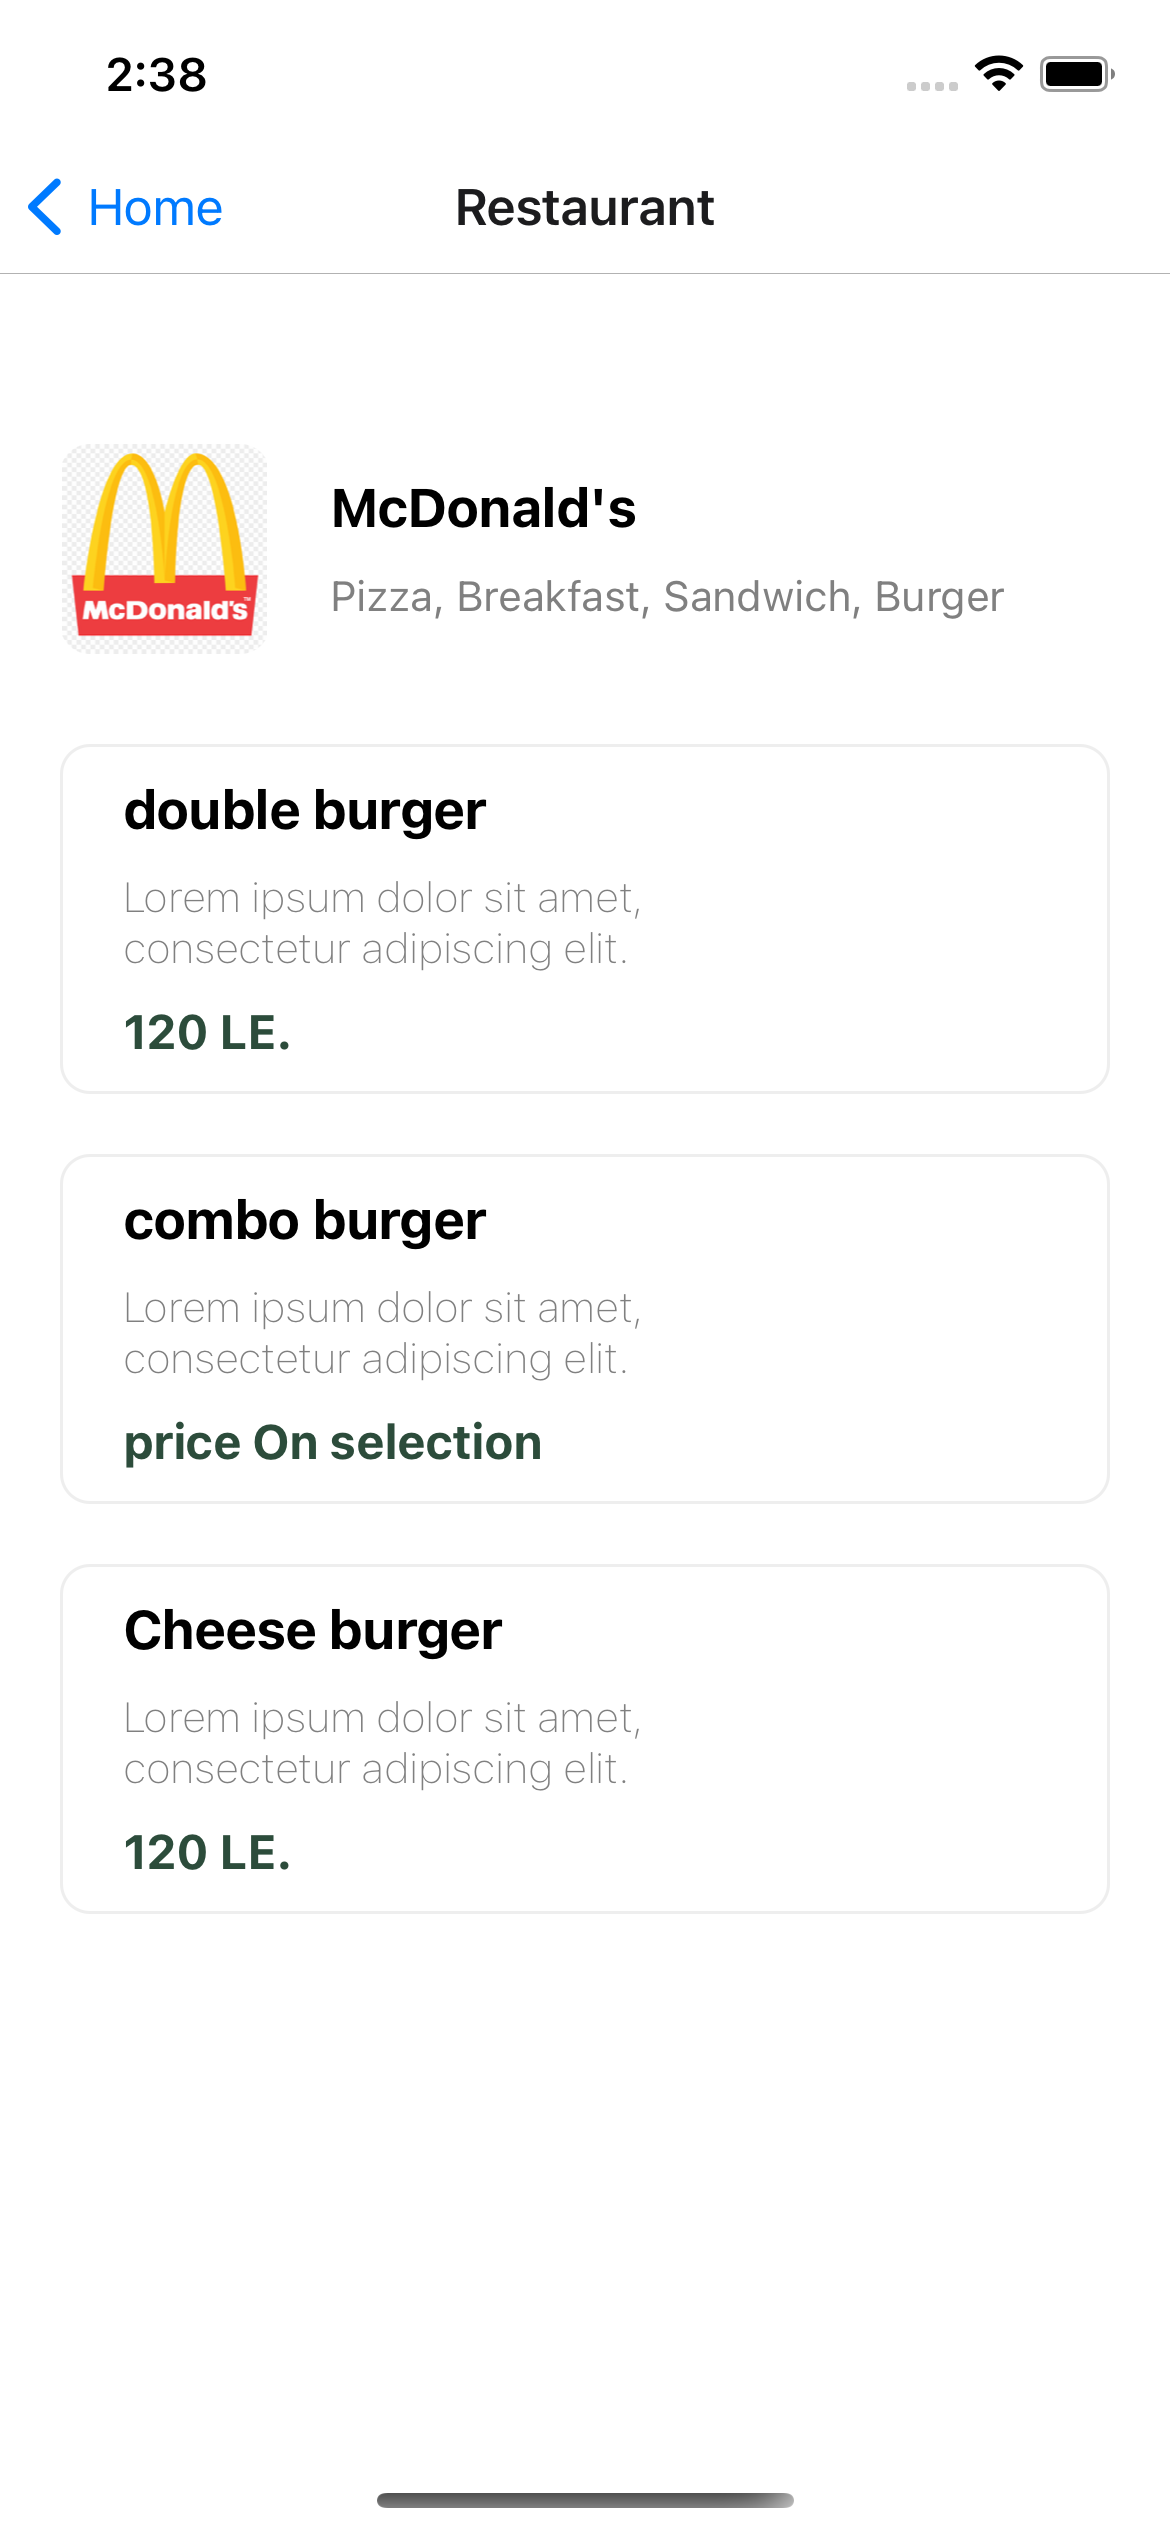 2:38
Home
Restaurant
McDonald's™
McDonald's
Pizza, Breakfast, Sandwich, Burger
double burger
Lorem ipsum dolor sit amet,
consectetur adipiscing elit.
120 LE.
combo burger
Lorem ipsum dolor sit amet,
consectetur adipiscing elit.
price On selection
Cheese burger
Lorem ipsum dolor sit amet,
consectetur adipiscing elit.
120 LE.